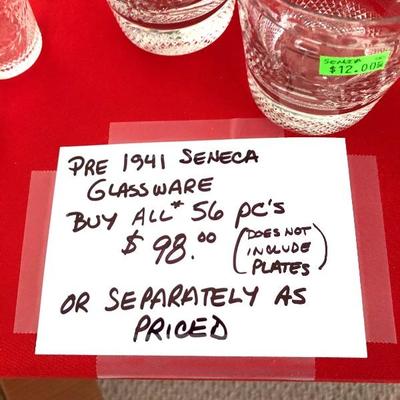 SENECA
$12.00
PRE 1941 SENECA
GLASSWARE
BUY ALL* 56 PC'S
$98.00 (DOES NOT INCLUDE PLATES)
OR SEPARATELY AS
PRICED